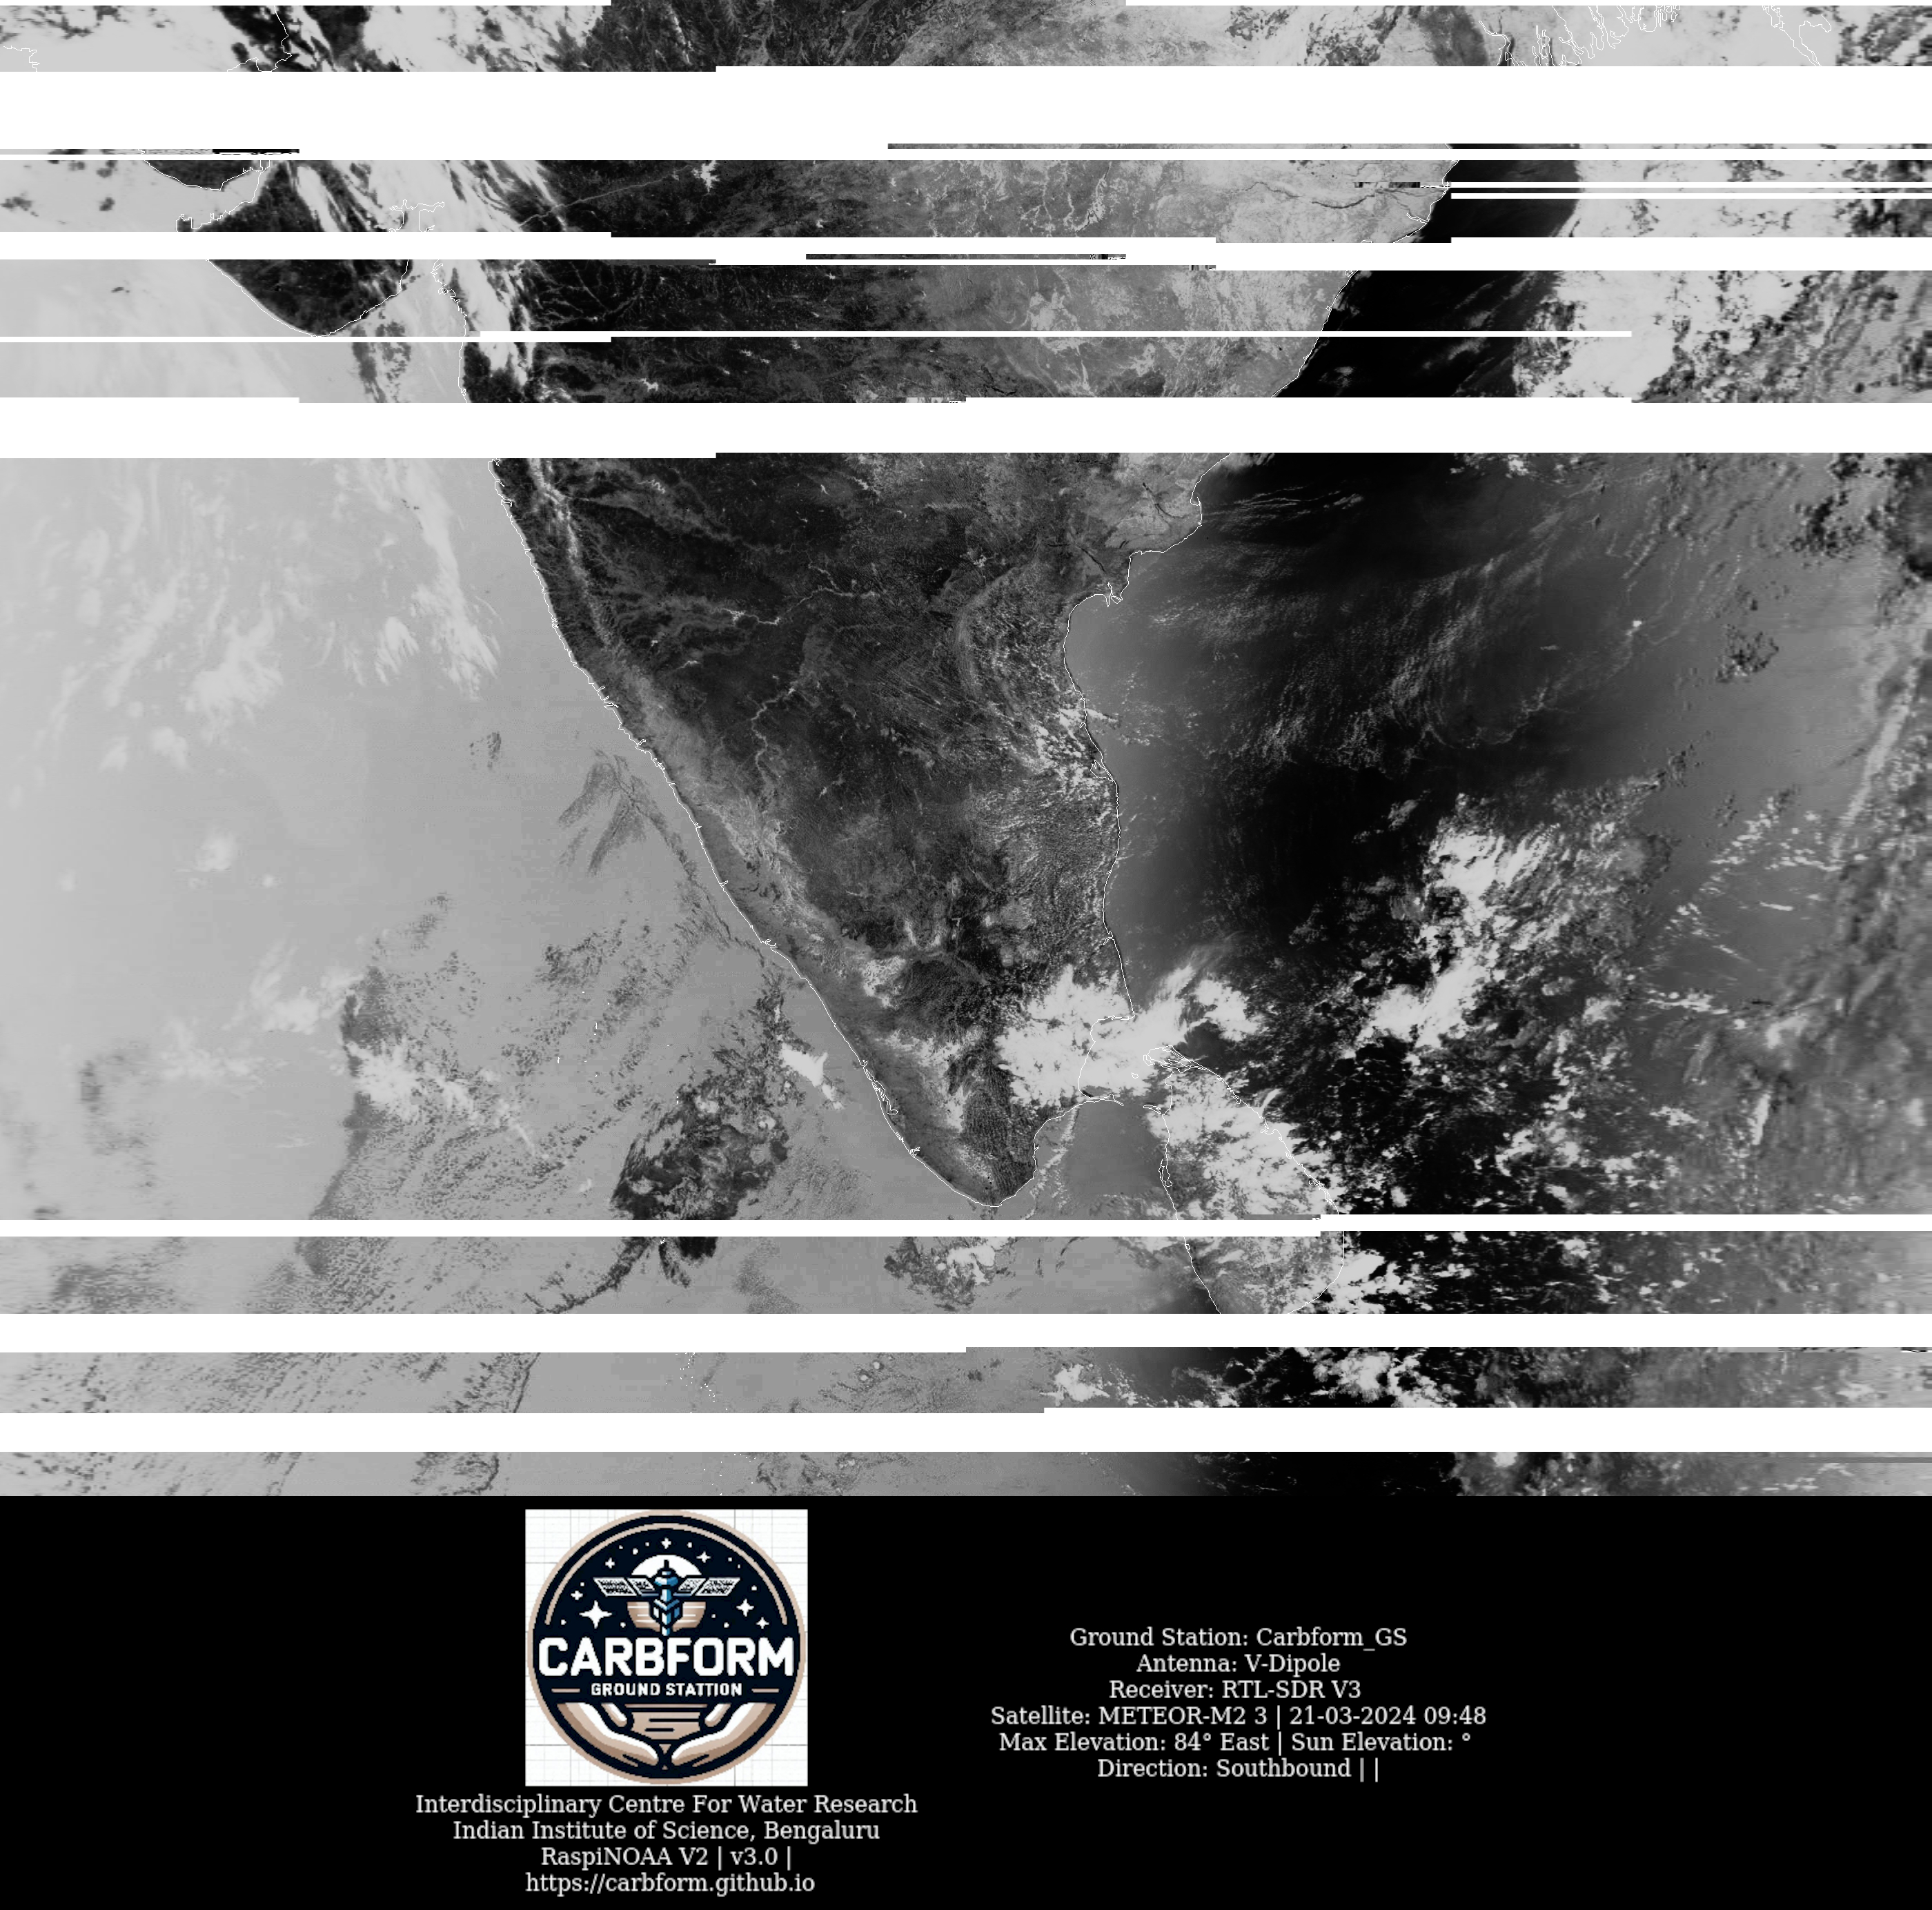 CARBFORM
GROUND STATTION
Interdisciplinary Centre For Water Research
Indian Institute of Science, Bengaluru
RaspiNOAA V2 | v3.0 |
https://carbform.github.io
Ground Station: Carbform_GS
Antenna: V-Dipole
Receiver: RTL-SDR V3
Satellite: METEOR-M2 3 | 21-03-2024 09:48
Max Elevation: 84° East | Sun Elevation: °
Direction: Southbound | |